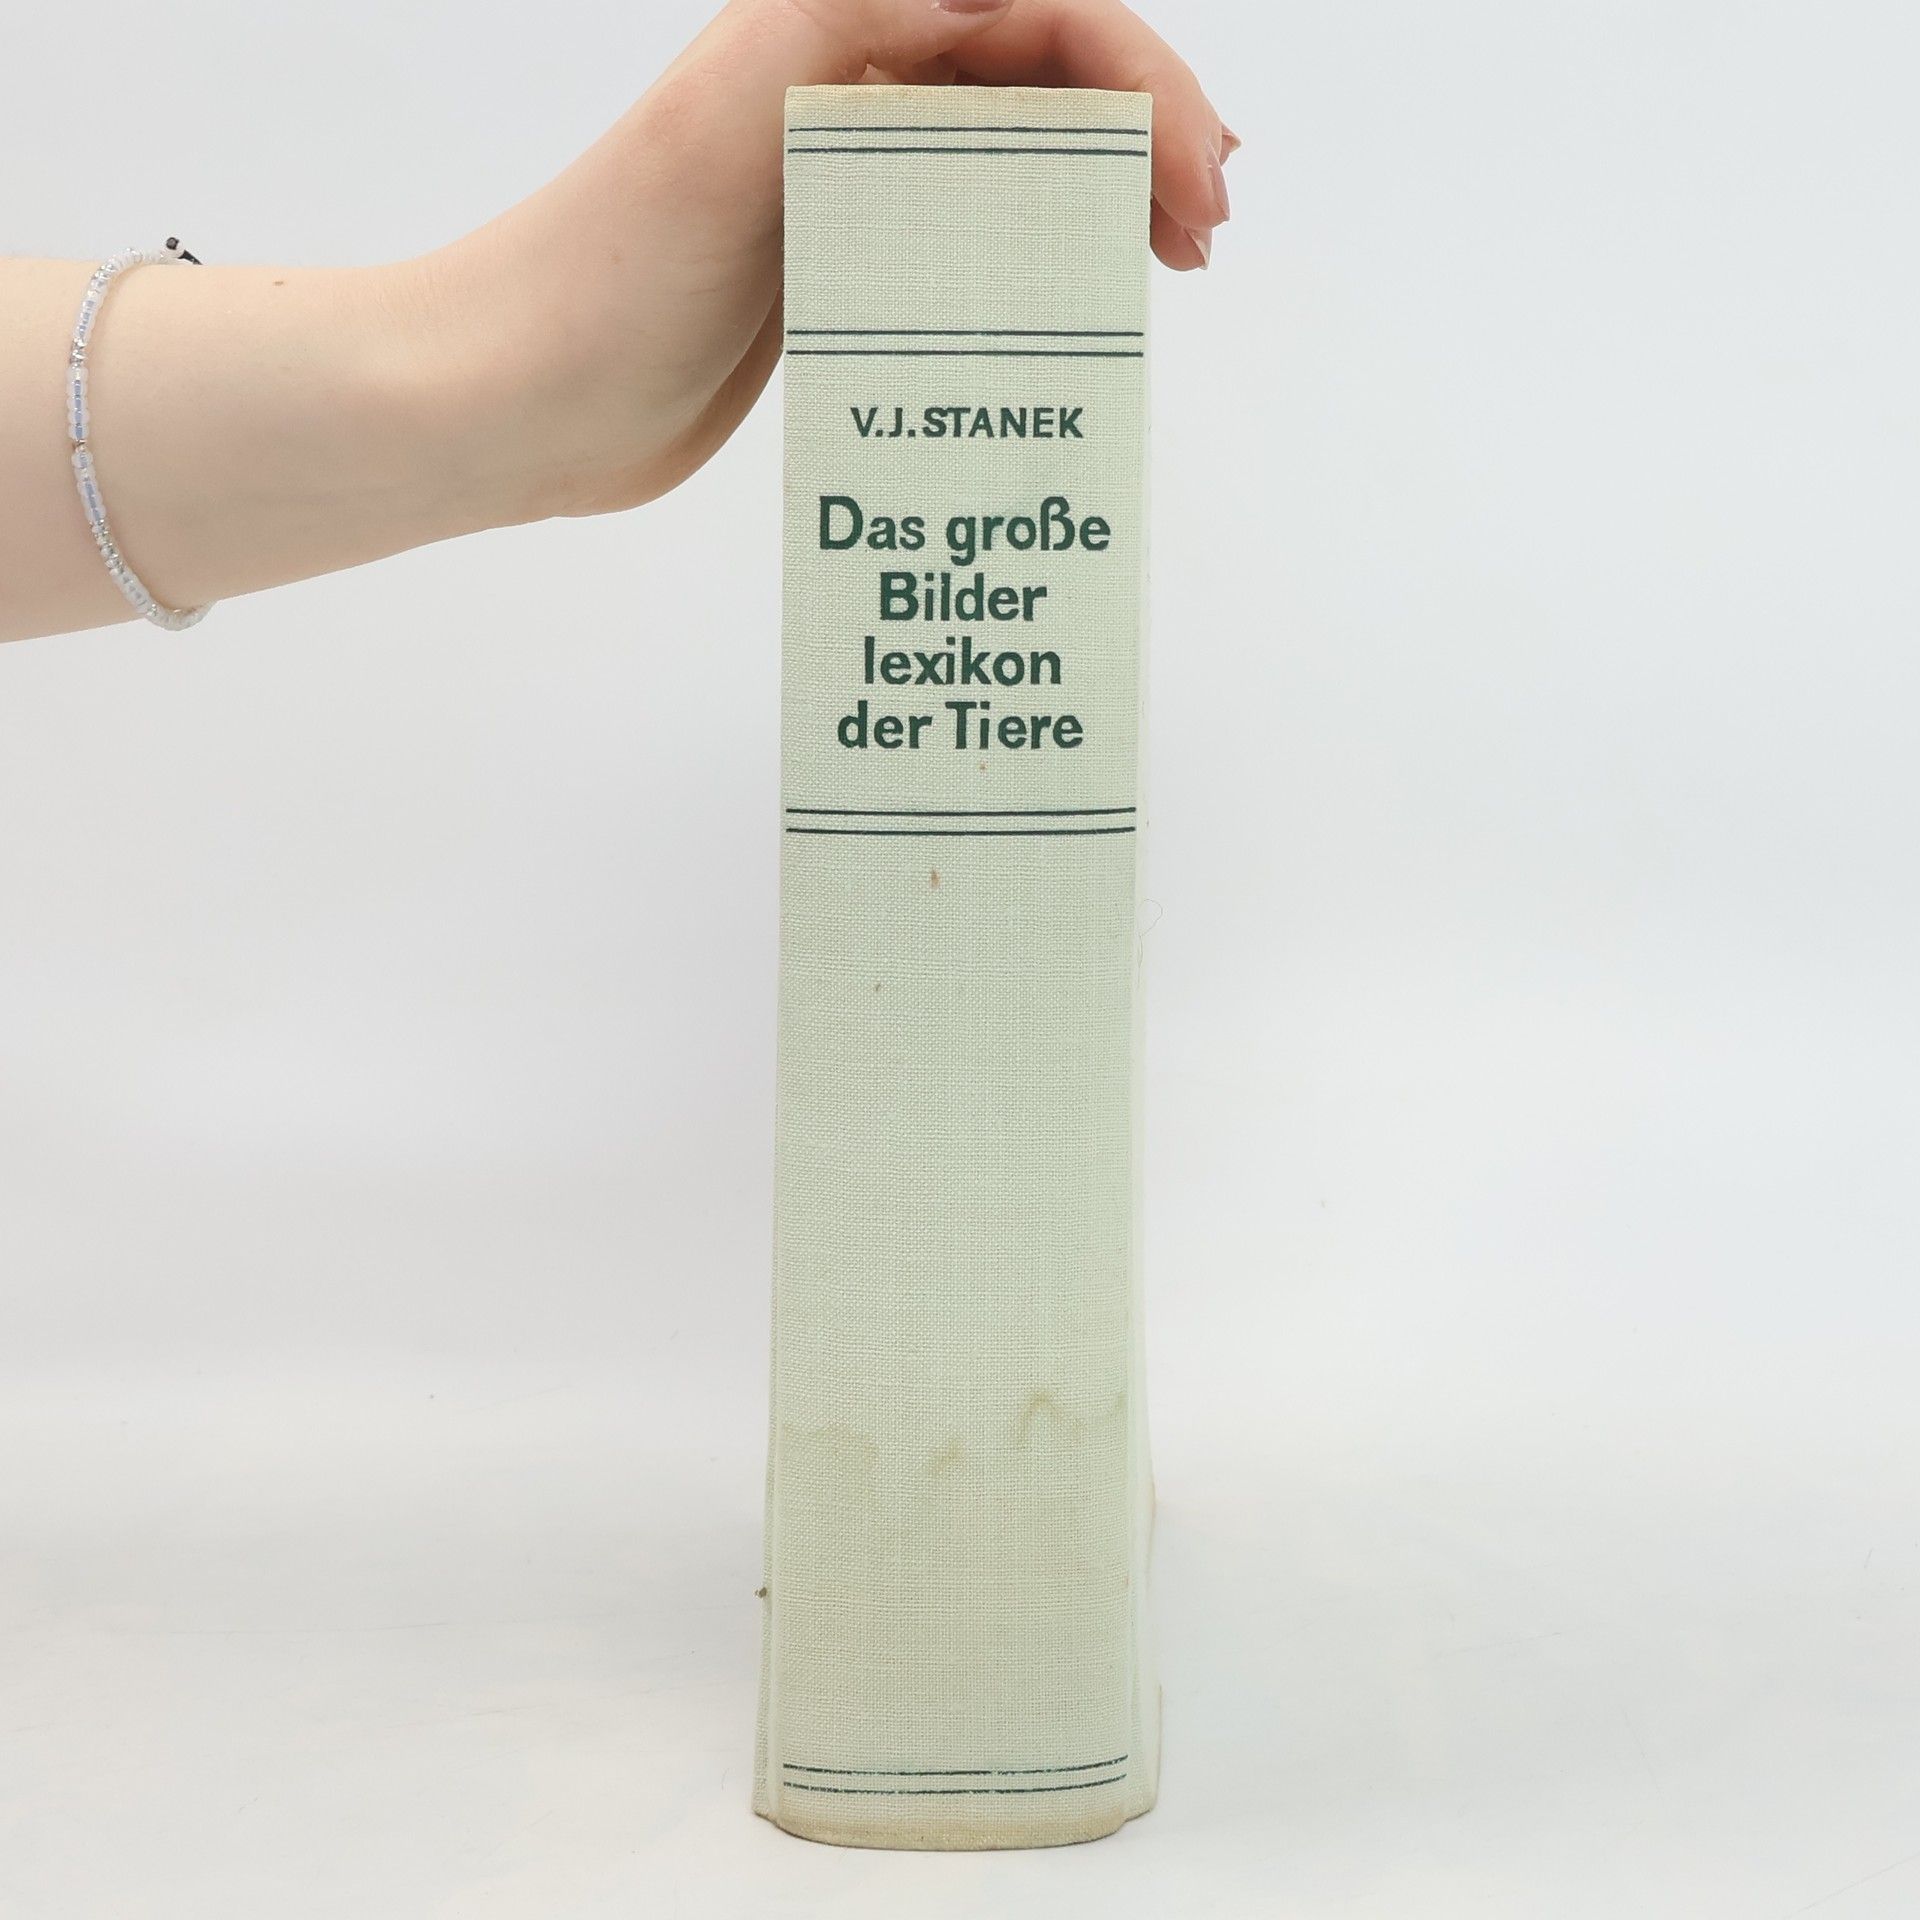 V.J.STANEK
Das große
Bilder
lexikon
der Tiere